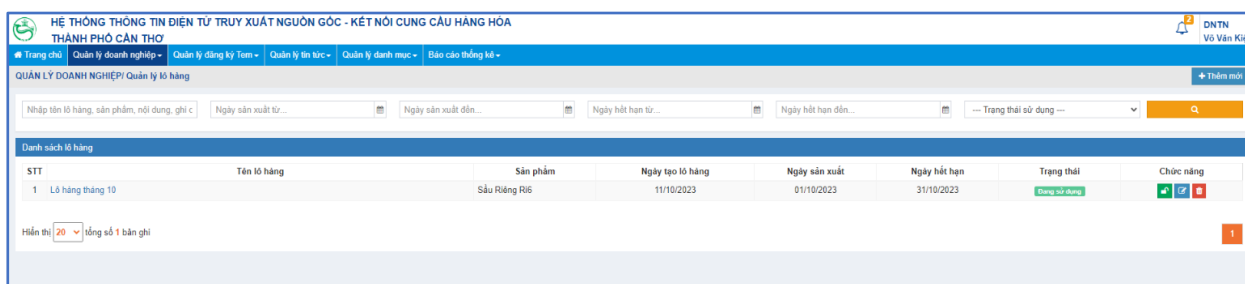 HỆ THỐNG THÔNG TIN ĐIỆN TỬ TRUY XUẤT NGUỒN GỐC - KẾT NỐI CUNG CẦU HÀNG HÓA
THÀNH PHỐ CẦN THƠ
2
DNTN
Võ Văn Kiệ
Trang chủ Quản lý doanh nghiệp Quản lý đăng ký Tem Quản lý tin tức Quản lý danh mục Báo cáo thống kê
QUẢN LÝ DOANH NGHIỆP/ Quản lý lô hàng
+ Thêm mới
Nhập tên lô hàng, sản phẩm, nội dung, ghi c Ngày sản xuất từ... Ngày sản xuất đến... Ngày hết hạn từ... Ngày hết hạn đến... --- Trạng thái sử dụng ---
Danh sách lô hàng
STT Tên lô hàng Sản phẩm Ngày tạo lô hàng Ngày sản xuất Ngày hết hạn Trạng thái Chức năng
1 Lô hàng tháng 10 Sầu Riêng Ri6 11/10/2023 01/10/2023 31/10/2023 Đang sử dụng
Hiển thị 20 tổng số 1 bản ghi
1